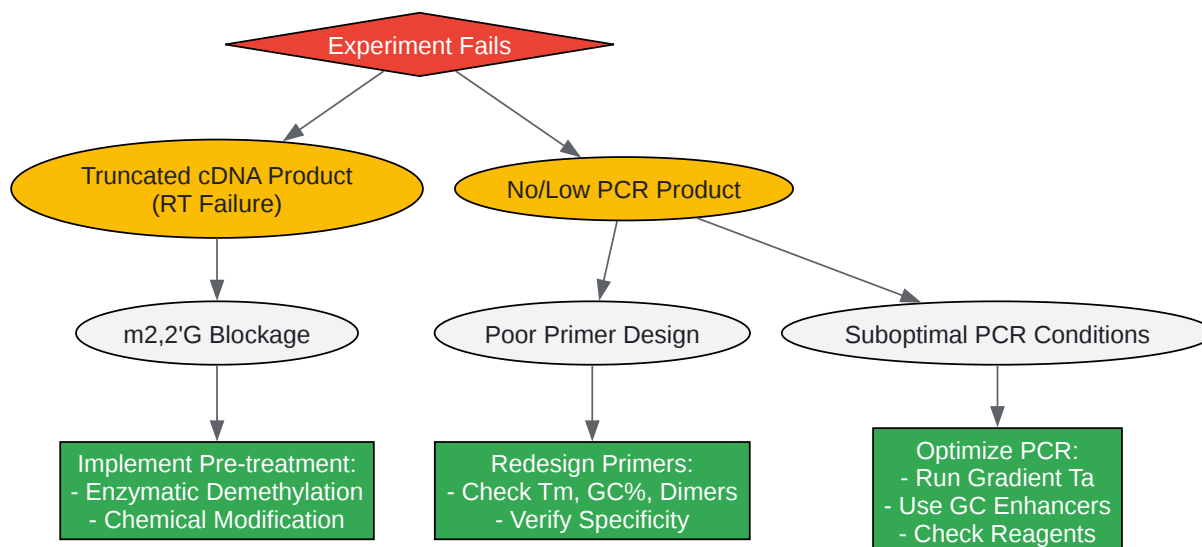 Experiment Fails
Truncated cDNA Product
(RT Failure)
No/Low PCR Product
m2,2'G Blockage
Poor Primer Design
Suboptimal PCR Conditions
Implement Pre-treatment:
- Enzymatic Demethylation
- Chemical Modification
Redesign Primers:
- Check Tm, GC%, Dimers
- Verify Specificity
Optimize PCR:
- Run Gradient Ta
- Use GC Enhancers
- Check Reagents